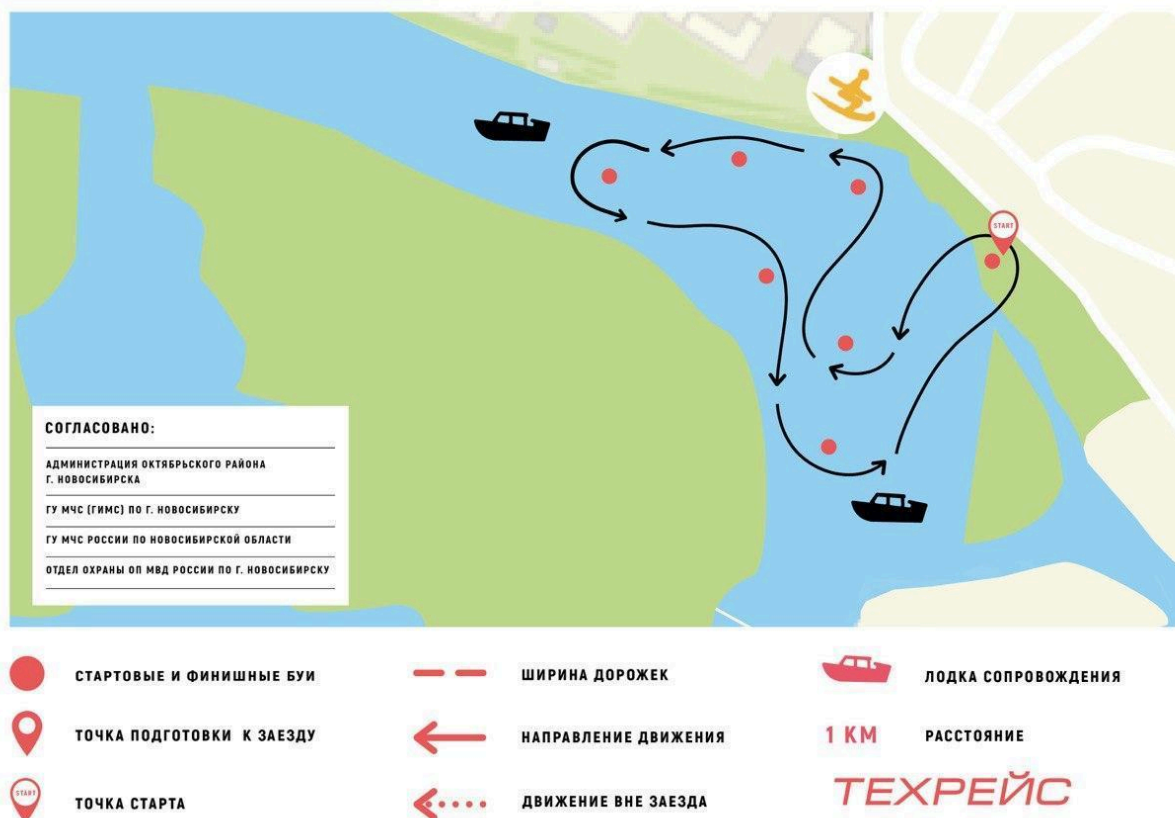 START
СОГЛАСОВАНО:
АДМИНИСТРАЦИЯ ОКТЯБРЬСКОГО РАЙОНА
Г. НОВОСИБИРСКА
ГУ МЧС (ГИМС) ПО Г. НОВОСИБИРСКУ
ГУ МЧС РОССИИ ПО НОВОСИБИРСКОЙ ОБЛАСТИ
ОТДЕЛ ОХРАНЫ ОП МВД РОССИИ ПО Г. НОВОСИБИРСКУ
СТАРТОВЫЕ И ФИНИШНЫЕ БУИ
ТОЧКА ПОДГОТОВКИ К ЗАЕЗДУ
START
ТОЧКА СТАРТА
ШИРИНА ДОРОЖЕК
НАПРАВЛЕНИЕ ДВИЖЕНИЯ
ДВИЖЕНИЕ ВНЕ ЗАЕЗДА
ЛОДКА СОПРОВОЖДЕНИЯ
1 КМ РАССТОЯНИЕ
ТЕХРЕЙС